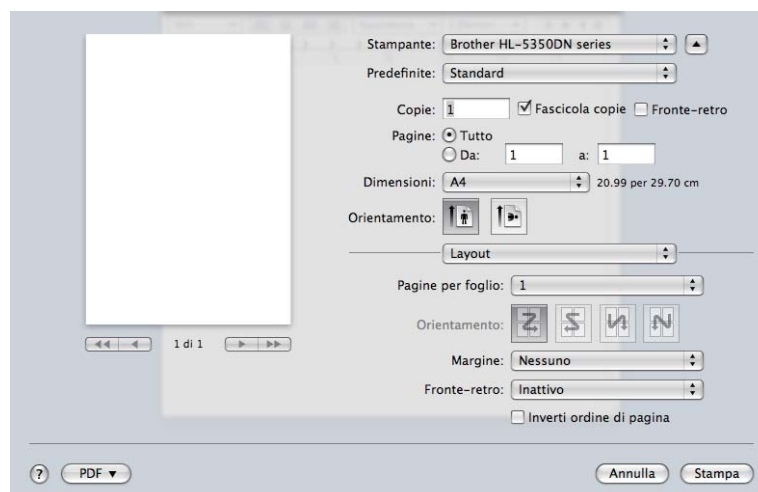 Stampante: Brother HL-5350DN series
Predefinite: Standard
Copie: 1 Fascicola copie Fronte-retro
Pagine: Tutto
Da: 1 a: 1
Dimensioni: A4 20.99 per 29.70 cm
Orientamento:
Layout
Pagine per foglio: 1
Orientamento:
1 di 1
Margine: Nessuno
Fronte-retro: Inattivo
Inverti ordine di pagina
? PDF ▼ Annulla Stampa